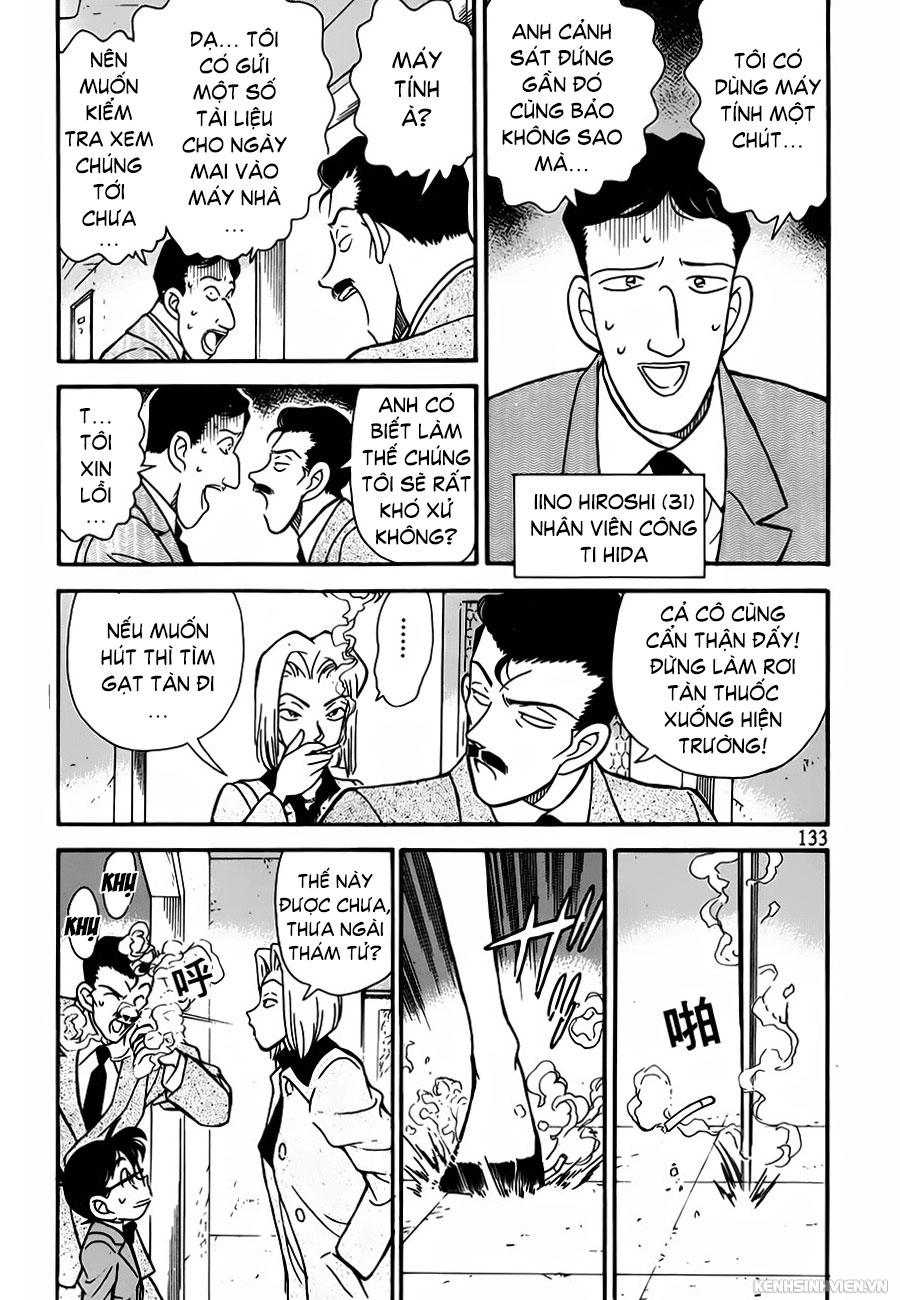 TÔI CÓ
DÙNG MÁY
TÍNH MỘT
CHÚT...
ANH CẢNH
SÁT ĐỨNG
GẦN ĐÓ
CŨNG BẢO
KHÔNG SAO
MÀ...
IINO HIROSHI (31)
NHÂN VIÊN CÔNG
TI HIDA
MÁY
TÍNH
À?
DẠ... TÔI
CÓ GỬI
MỘT SỐ
TÀI LIỆU
CHO NGÀY
MAI VÀO
MÁY NHÀ
...
NÊN
MUỐN
KIỂM
TRA XEM
CHÚNG
TỚI
CHƯA
...
ANH CÓ
BIẾT LÀM
THẾ CHÚNG
TÔI SẼ RẤT
KHÓ XỬ
KHÔNG?
T...
TÔI
XIN
LỖI
...
CẢ CÔ CŨNG
CẨN THẬN ĐẤY!
ĐỪNG LÀM RƠI
TÀN THUỐC
XUỐNG HIỆN
TRƯỜNG!
......
NẾU MUỐN
HÚT THÌ TÌM
GẠT TÀN ĐI
...
133
啪
THẾ NÀY
ĐƯỢC CHƯA,
THƯA NGÀI
THÁM TỬ?
呼
KHỤ
KHỤ
KENHSINHVIEN.VN